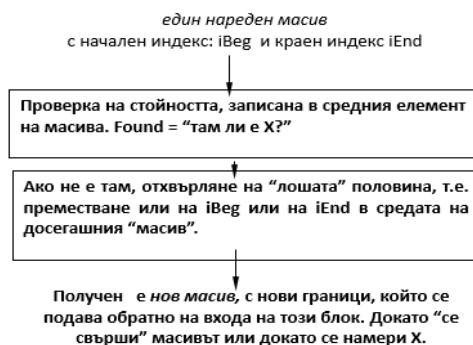 един нареден масив
с начален индекс: iBeg и краен индекс iEnd
Проверка на стойността, записана в средния елемент
на масива. Found = “там ли е X?”
Ако не е там, отхвърляне на “лошата” половина, т.е.
преместване или на iBeg или на iEnd в средата на
досегашния “масив”.
Получен е нов масив, с нови граници, който се
подава обратно на входа на този блок. Докато “се
свърши” масивът или докато се намери X.